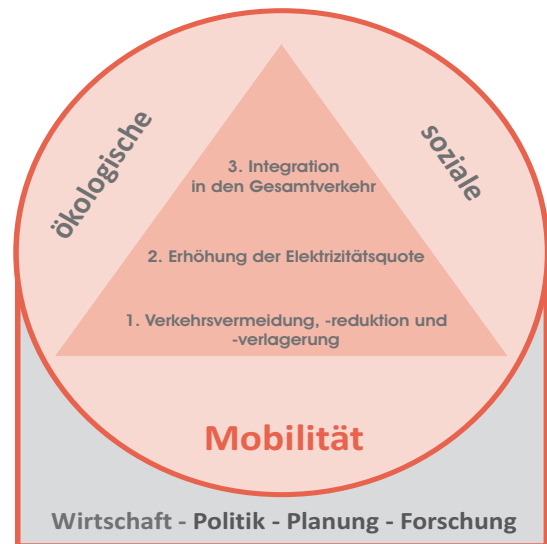 ökologische
soziale
3. Integration
in den Gesamtverkehr
2. Erhöhung der Elektrizitätsquote
1. Verkehrsvermeidung, -reduktion und
-verlagerung
Mobilität
Wirtschaft - Politik - Planung - Forschung